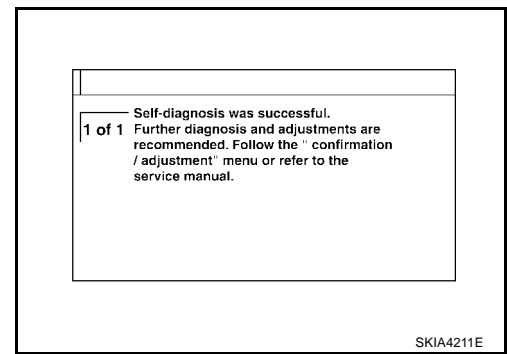 Self-diagnosis was successful.
1 of 1 Further diagnosis and adjustments are
recommended. Follow the " confirmation
/ adjustment" menu or refer to the
service manual.
SKIA4211E